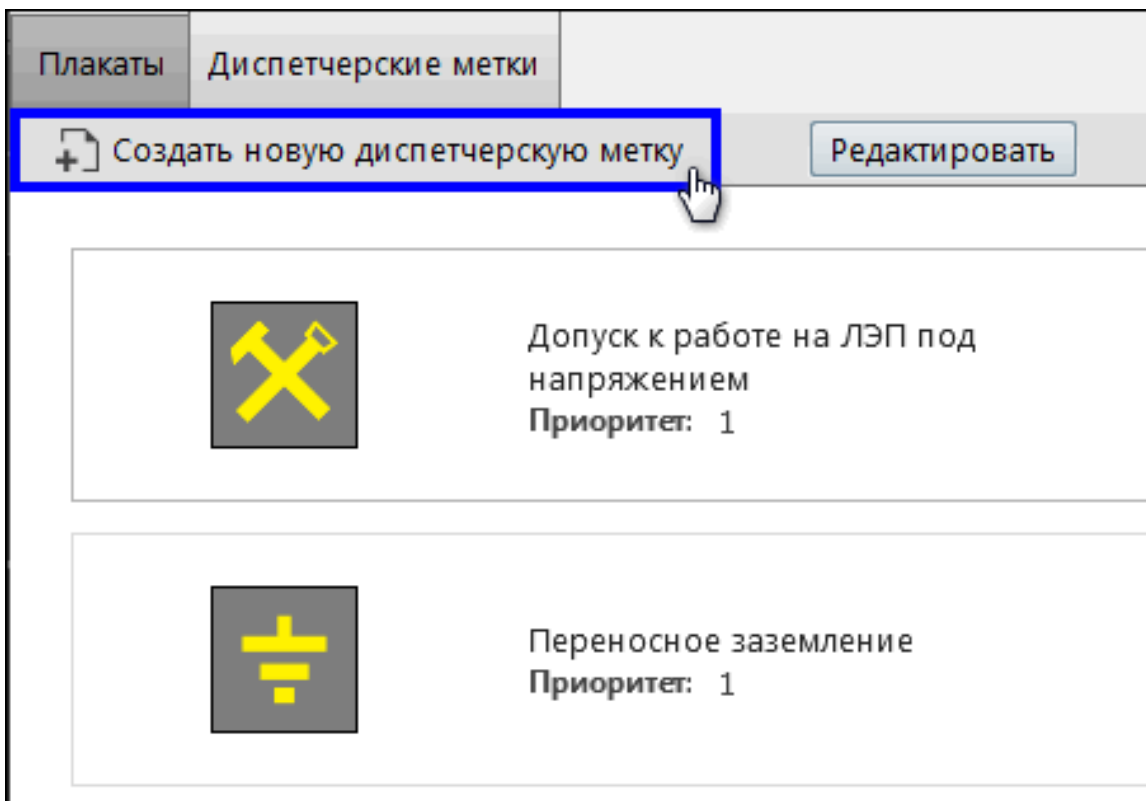 Плакаты
Диспетчерские метки
Создать новую диспетчерскую метку
Редактировать
Допуск к работе на ЛЭП под
напряжением
Приоритет: 1
Переносное заземление
Приоритет: 1